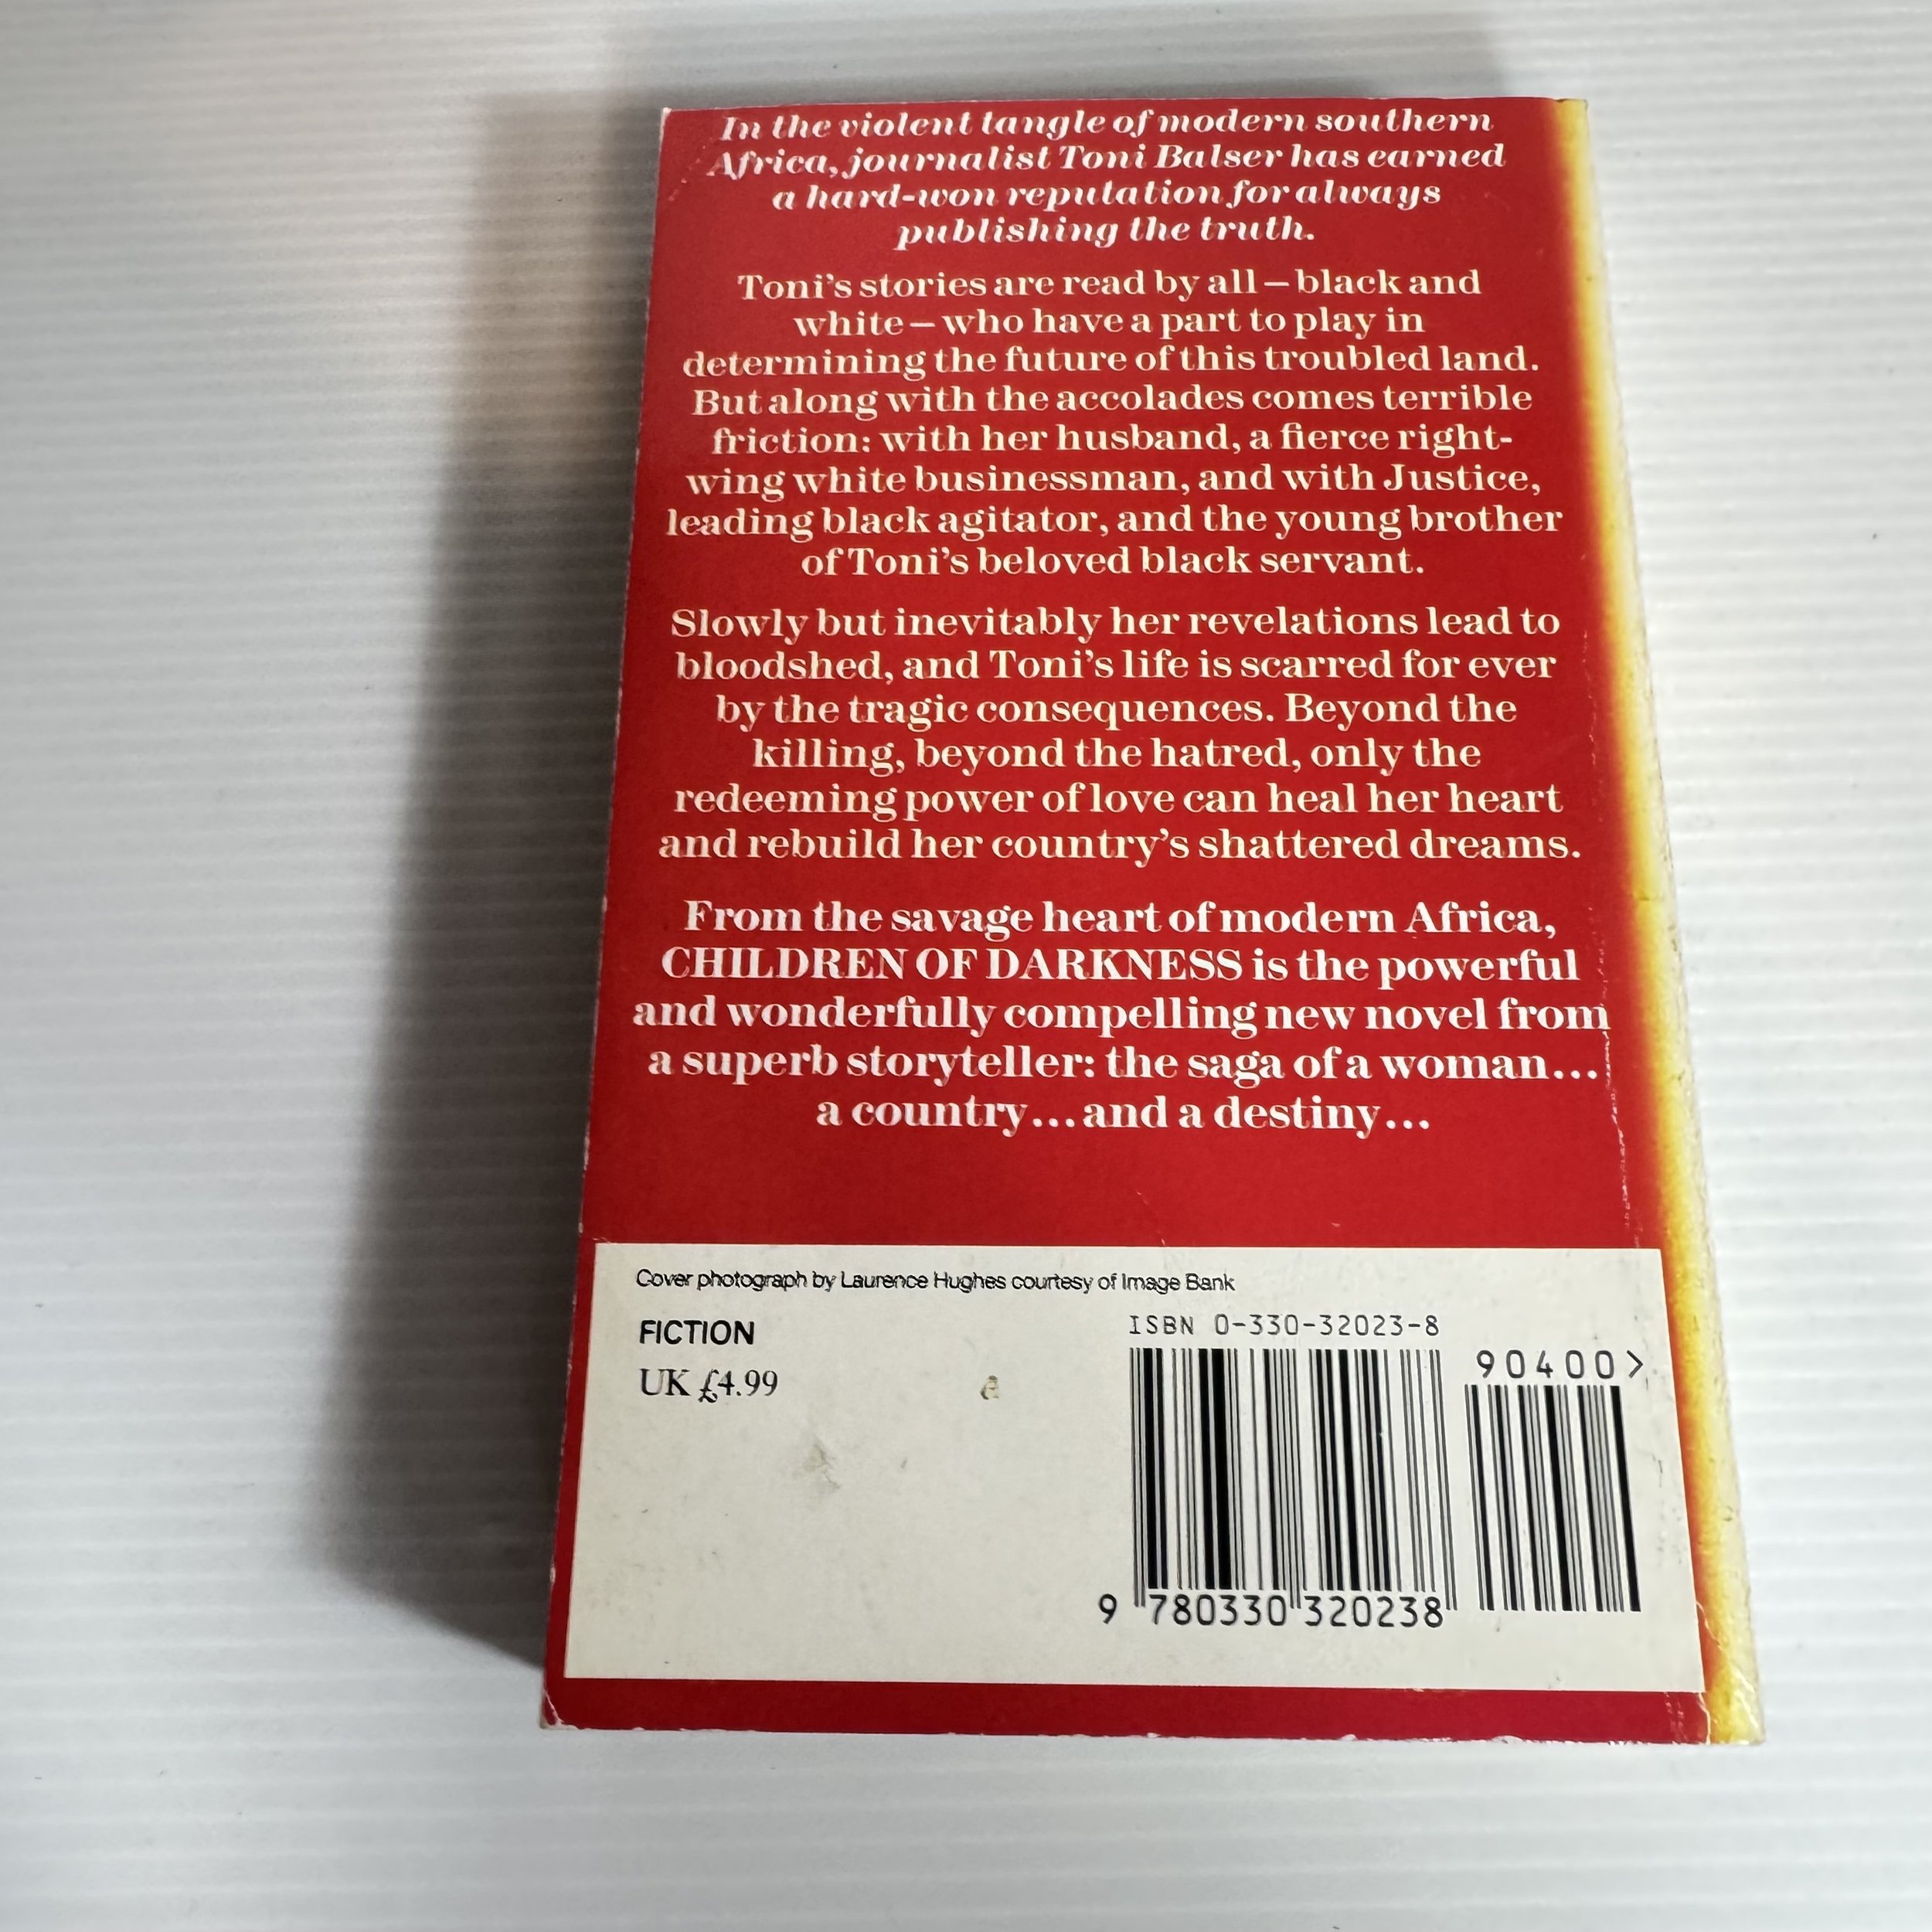 In the violent tangle of modern southern
Africa, journalist Toni Balser has earned
a hard-won reputation for always
publishing the truth.
Toni's stories are read by all – black and
white – who have a part to play in
determining the future of this troubled land.
But along with the accolades comes terrible
friction: with her husband, a fierce right-
wing white businessman, and with Justice,
leading black agitator, and the young brother
of Toni's beloved black servant.
Slowly but inevitably her revelations lead to
bloodshed, and Toni's life is scarred for ever
by the tragic consequences. Beyond the
killing, beyond the hatred, only the
redeeming power of love can heal her heart
and rebuild her country's shattered dreams.
From the savage heart of modern Africa,
CHILDREN OF DARKNESS is the powerful
and wonderfully compelling new novel from
a superb storyteller: the saga of a woman...
a country...and a destiny...
Cover photograph by Laurence Hughes courtesy of Image Bank
FICTION
UK £4.99
ISBN 0-330-32023-8
90400>
9 780330 320238